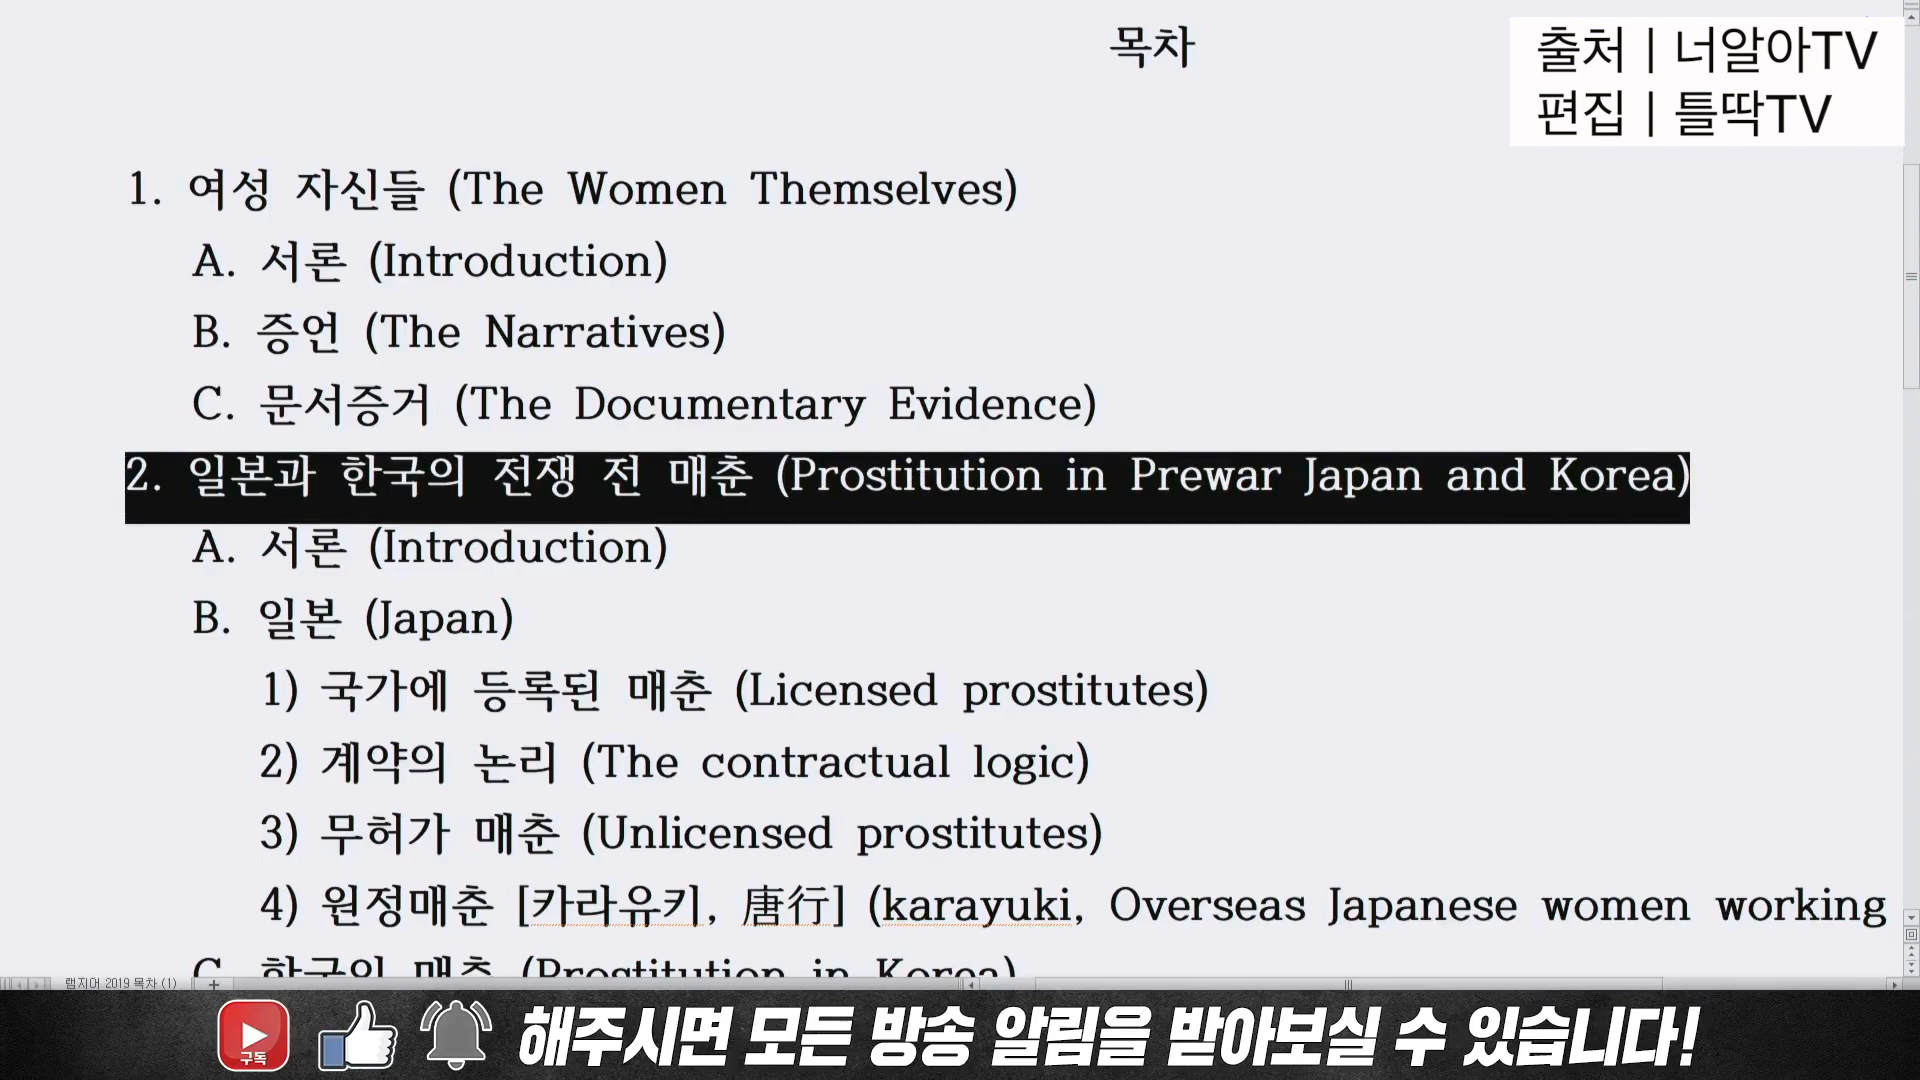 목차
출처 | 너알아TV
편집 | 틀딱TV
1. 여성 자신들 (The Women Themselves)
A. 서론 (Introduction)
B. 증언 (The Narratives)
C. 문서증거 (The Documentary Evidence)
2. 일본과 한국의 전쟁 전 매춘 (Prostitution in Prewar Japan and Korea)
A. 서론 (Introduction)
B. 일본 (Japan)
1) 국가에 등록된 매춘 (Licensed prostitutes)
2) 계약의 논리 (The contractual logic)
3) 무허가 매춘 (Unlicensed prostitutes)
4) 원정매춘 [카라유키, 唐行] (karayuki, Overseas Japanese women working
C. 한국의 매춘 (Prostitution in Korea)
램지어 2019 목차 (1)
구독
해주시면 모든 방송 알림을 받아보실 수 있습니다!